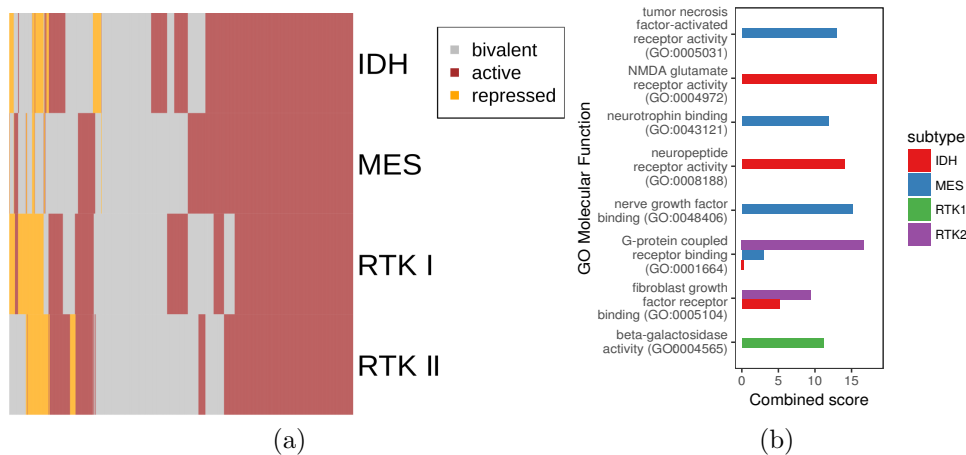 IDH
MES
RTK I
RTK II
bivalent
active
repressed
(a)
GO Molecular Function
tumor necrosis
factor-activated
receptor activity
(GO:0005031)
NMDA glutamate
receptor activity
(GO:0004972)
neurotrophin binding
(GO:0043121)
neuropeptide
receptor activity
(GO:0008188)
nerve growth factor
binding (GO:0048406)
G-protein coupled
receptor binding
(GO:0001664)
fibroblast growth
factor receptor
binding (GO:0005104)
beta-galactosidase
activity (GO:0004565)
0 5 10 15
Combined score
subtype
IDH
MES
RTK1
RTK2
(b)